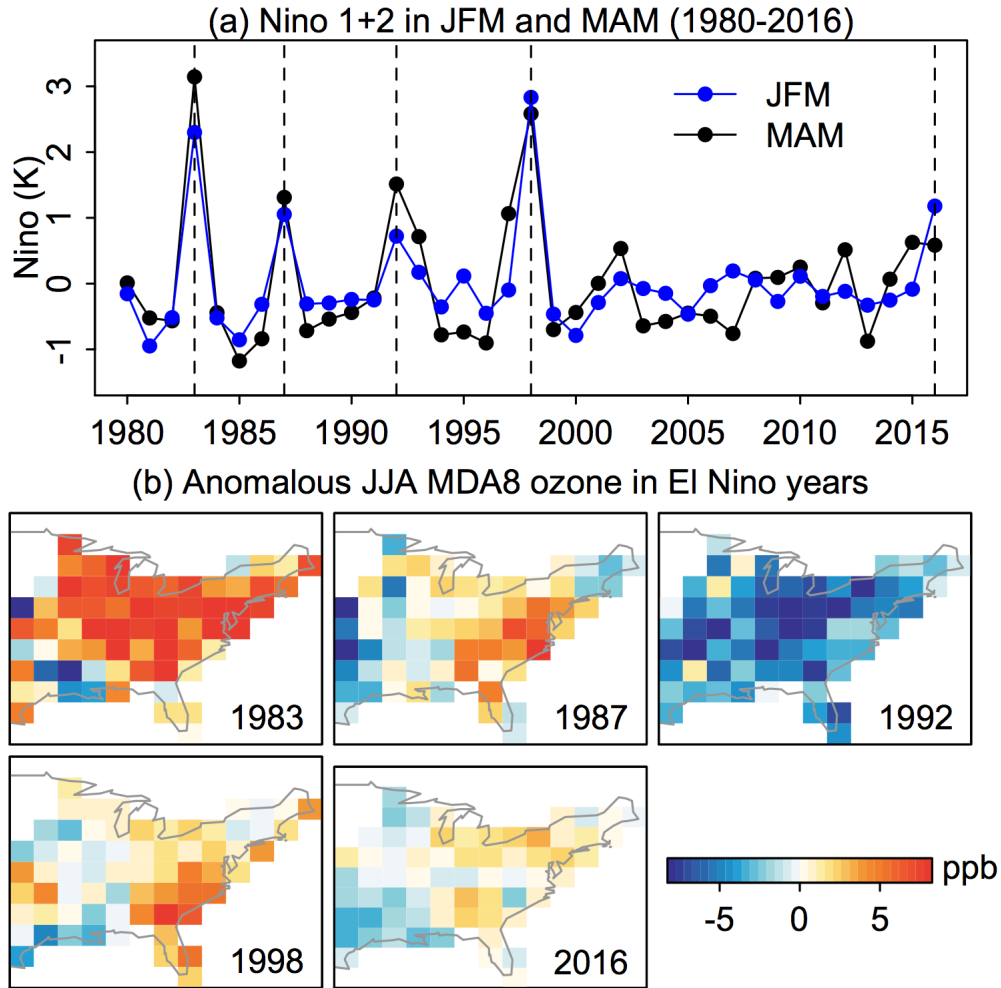 (a) Nino 1+2 in JFM and MAM (1980-2016)
Nino (K)
3
2
1
0
-1
JFM
MAM
1980 1985 1990 1995 2000 2005 2010 2015
(b) Anomalous JJA MDA8 ozone in El Nino years
1983
1987
1992
1998
2016
ppb
-5 0 5